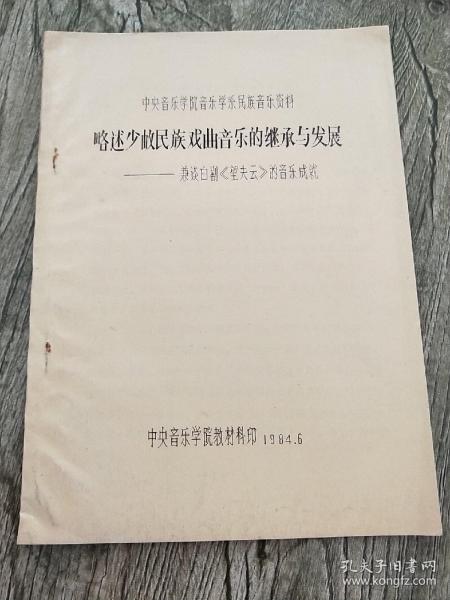 中央音乐学院音乐学系民族音乐资料
略述少数民族戏曲音乐的继承与发展
——兼谈白剧《望夫云》的音乐成就
中央音乐学院教材科印 1984.6
孔夫子旧书网
www.kongfz.com